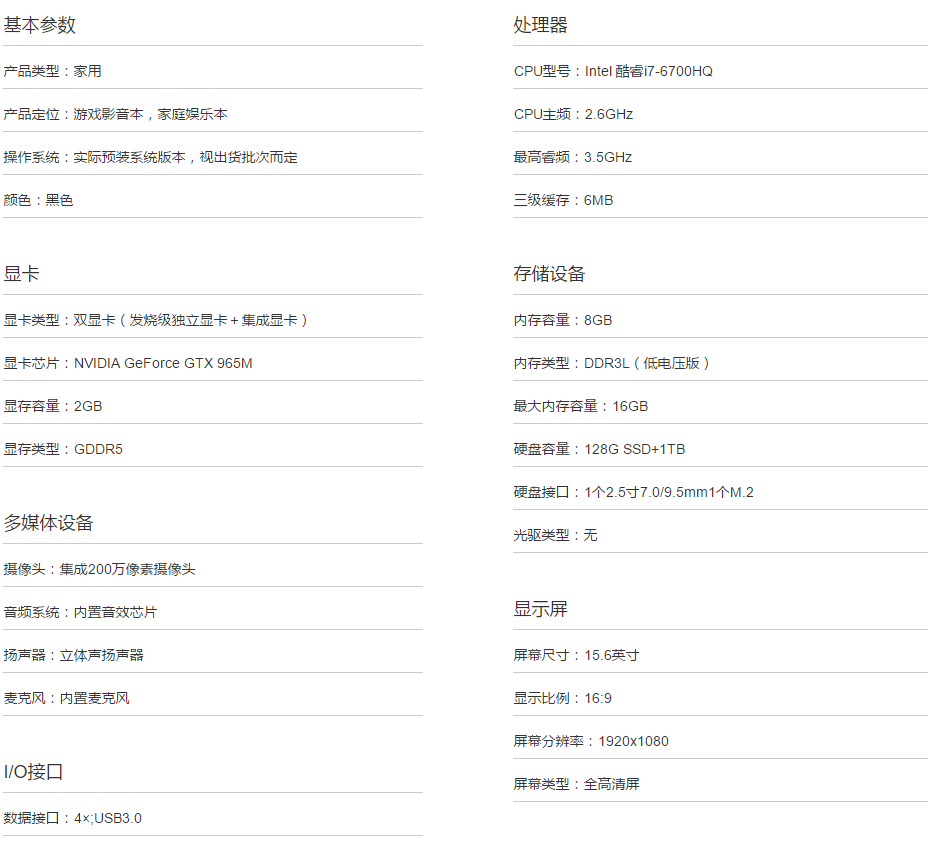 基本参数
产品类型：家用
产品定位：游戏影音本，家庭娱乐本
操作系统：实际预装系统版本，视出货批次而定
颜色：黑色
显卡
显卡类型：双显卡（发烧级独立显卡＋集成显卡）
显卡芯片：NVIDIA GeForce GTX 965M
显存容量：2GB
显存类型：GDDR5
多媒体设备
摄像头：集成200万像素摄像头
音频系统：内置音效芯片
扬声器：立体声扬声器
麦克风：内置麦克风
I/O接口
数据接口：4×;USB3.0
处理器
CPU型号：Intel 酷睿i7-6700HQ
CPU主频：2.6GHz
最高睿频：3.5GHz
三级缓存：6MB
存储设备
内存容量：8GB
内存类型：DDR3L（低电压版）
最大内存容量：16GB
硬盘容量：128G SSD+1TB
硬盘接口：1个2.5寸7.0/9.5mm1个M.2
光驱类型：无
显示屏
屏幕尺寸：15.6英寸
显示比例：16:9
屏幕分辨率：1920x1080
屏幕类型：全高清屏